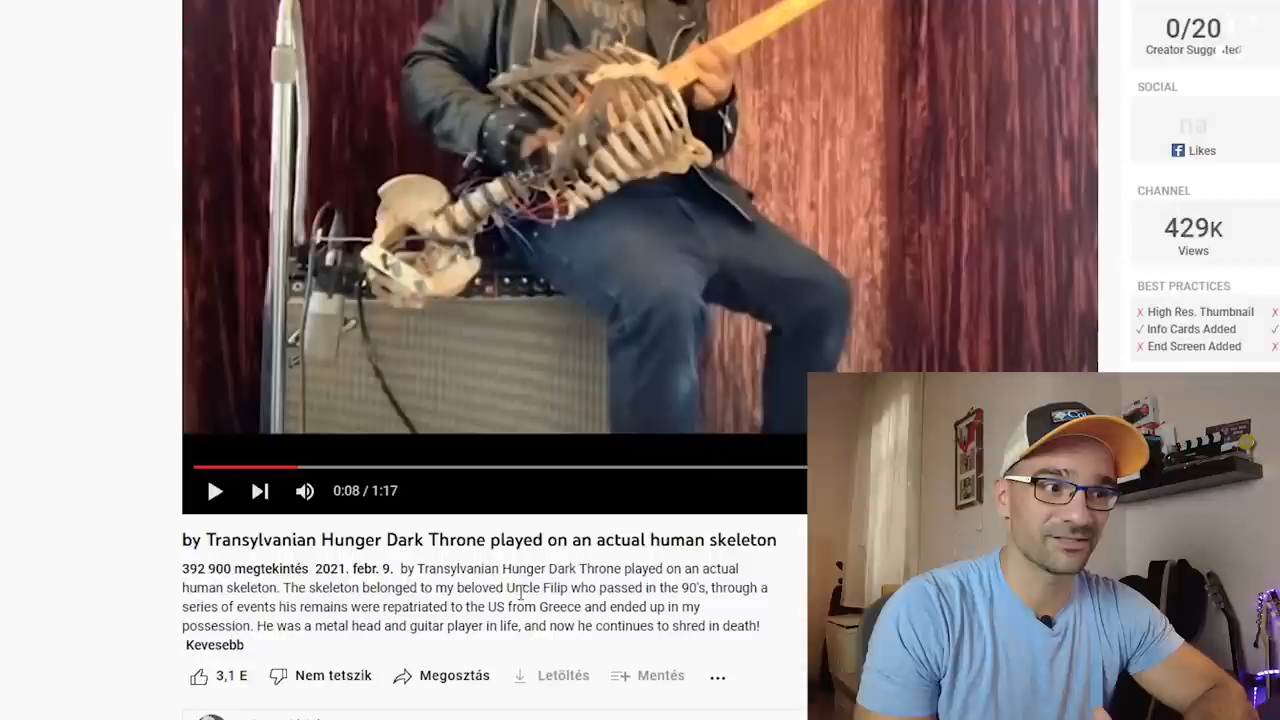 0/20
Creator Suggested
SOCIAL
na
Likes
CHANNEL
429K
Views
BEST PRACTICES
✗ High Res. Thumbnail ✗
✓ Info Cards Added ✓
✗ End Screen Added ✗
0:08 / 1:17
by Transylvanian Hunger Dark Throne played on an actual human skeleton
392 900 megtekintés 2021. febr. 9. by Transylvanian Hunger Dark Throne played on an actual
human skeleton. The skeleton belonged to my beloved Uncle Filip who passed in the 90's, through a
series of events his remains were repatriated to the US from Greece and ended up in my
possession. He was a metal head and guitar player in life, and now he continues to shred in death!
Kevesebb
3,1 E Nem tetszik Megosztás Letöltés Mentés ...